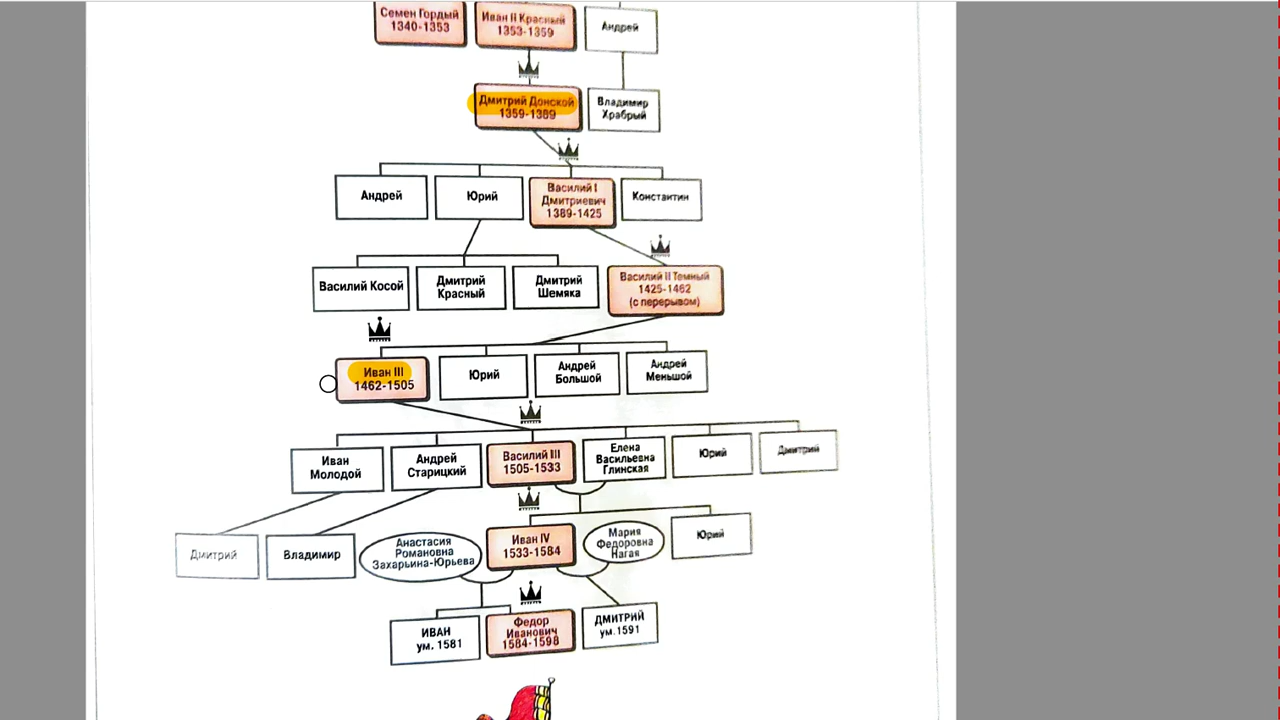 Семен Гордый
1340-1353
Иван II Красный
1353-1359
Андрей
Дмитрий Донской
1359-1389
Владимир
Храбрый
Андрей
Юрий
Василий I
Дмитриевич
1389-1425
Константин
Василий Косой
Дмитрий
Красный
Дмитрий
Шемяка
Василий II Темный
1425-1462
(с перерывом)
Иван III
1462-1505
Юрий
Андрей
Большой
Андрей
Меньшой
Иван
Молодой
Андрей
Старицкий
Василий III
1505-1533
Елена
Васильевна
Глинская
Юрий
Дмитрий
Дмитрий
Владимир
Анастасия
Романовна
Захарьина-Юрьева
Иван IV
1533-1584
Мария
Федоровна
Нагая
Юрий
ИВАН
ум. 1581
Федор
Иванович
1584-1598
ДМИТРИЙ
ум. 1591